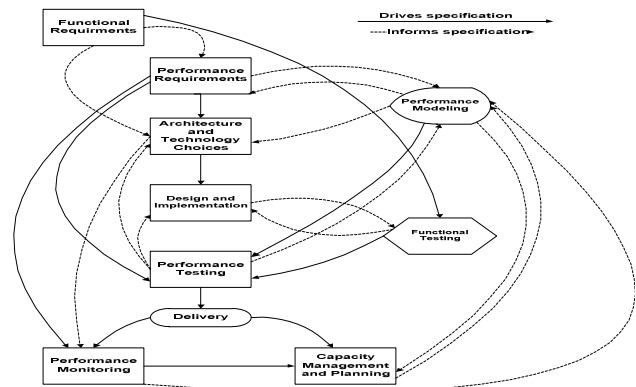 Functional
Requirments
Drives specification
Informs specification
Performance
Requirements
Performance
Modeling
Architecture
and
Technology
Choices
Design and
Implementation
Functional
Testing
Performance
Testing
Delivery
Performance
Monitoring
Capacity
Management
and Planning